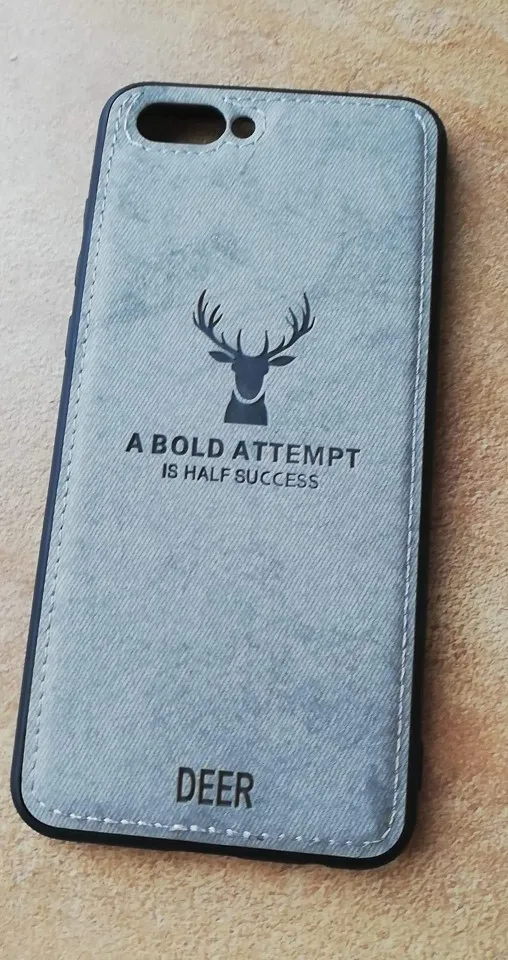 A BOLD ATTEMPT
IS HALF SUCCESS
DEER